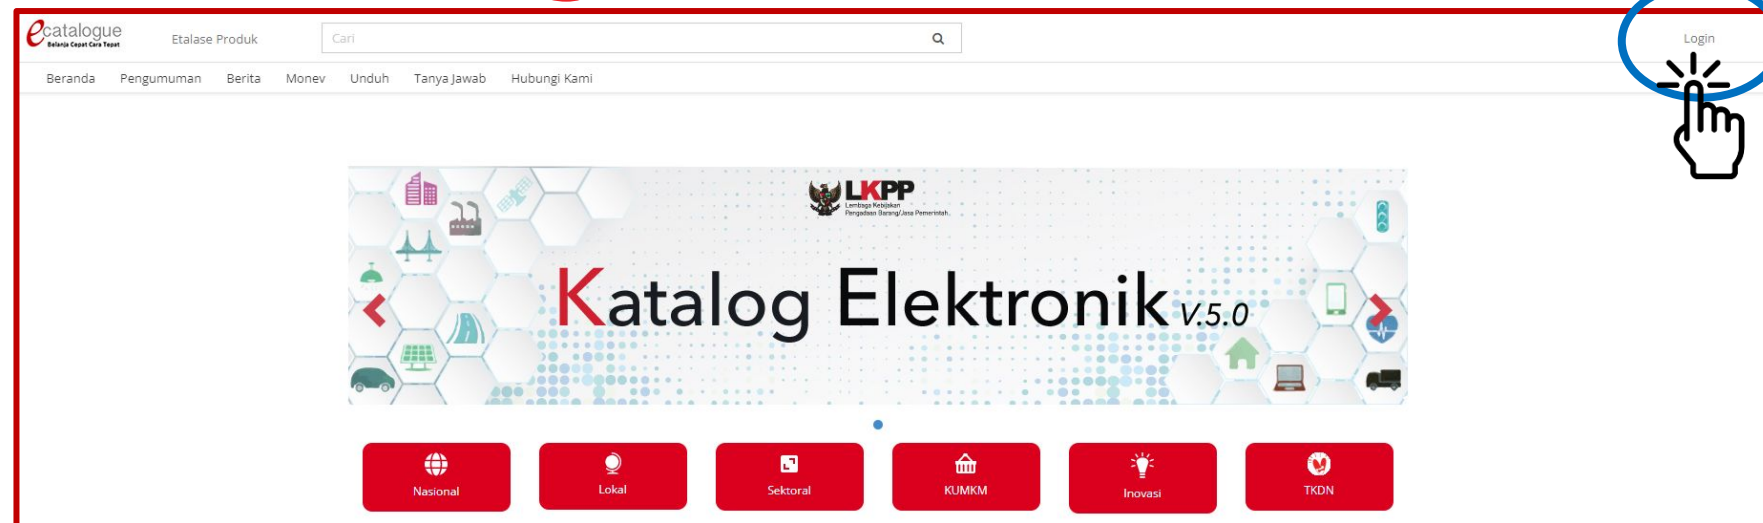 ecatalogue
Belanja Cepat Cara Tepat
Etalase Produk
Cari
Login
Beranda Pengumuman Berita Monev Unduh Tanya Jawab Hubungi Kami
LKPP
Lembaga Kebijakan
Pengadaan Barang/Jasa Pemerintah
Katalog Elektronik V.5.0
Nasional Lokal Sektoral KUMKM Inovasi TKDN